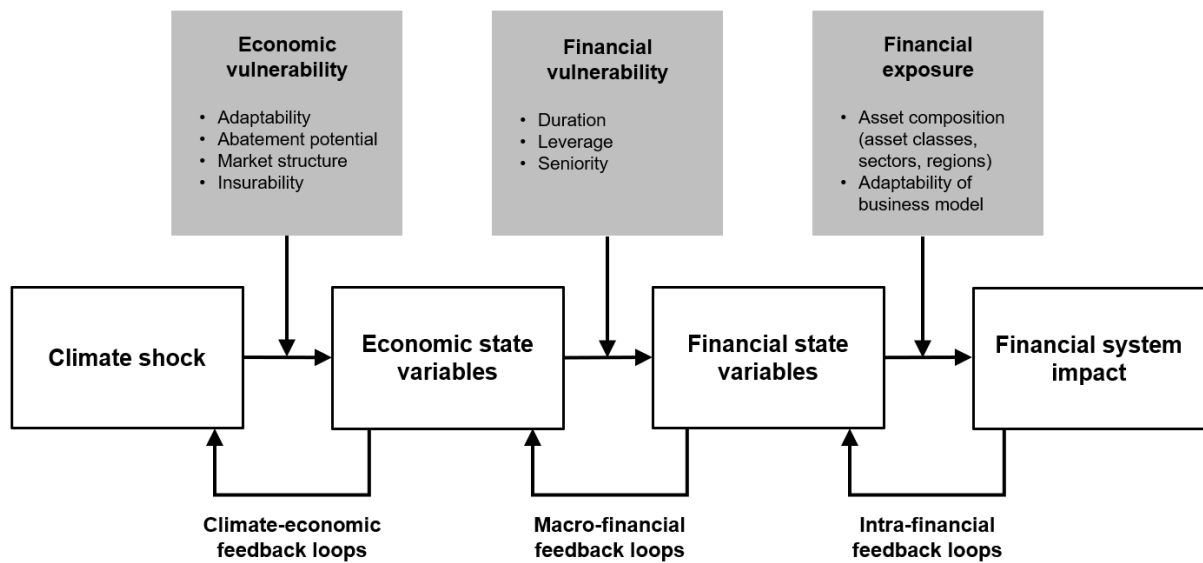 Economic
vulnerability
• Adaptability
• Abatement potential
• Market structure
• Insurability
Financial
vulnerability
• Duration
• Leverage
• Seniority
Financial
exposure
• Asset composition
(asset classes,
sectors, regions)
• Adaptability of
business model
Climate shock
Economic state
variables
Financial state
variables
Financial system
impact
Climate-economic
feedback loops
Macro-financial
feedback loops
Intra-financial
feedback loops